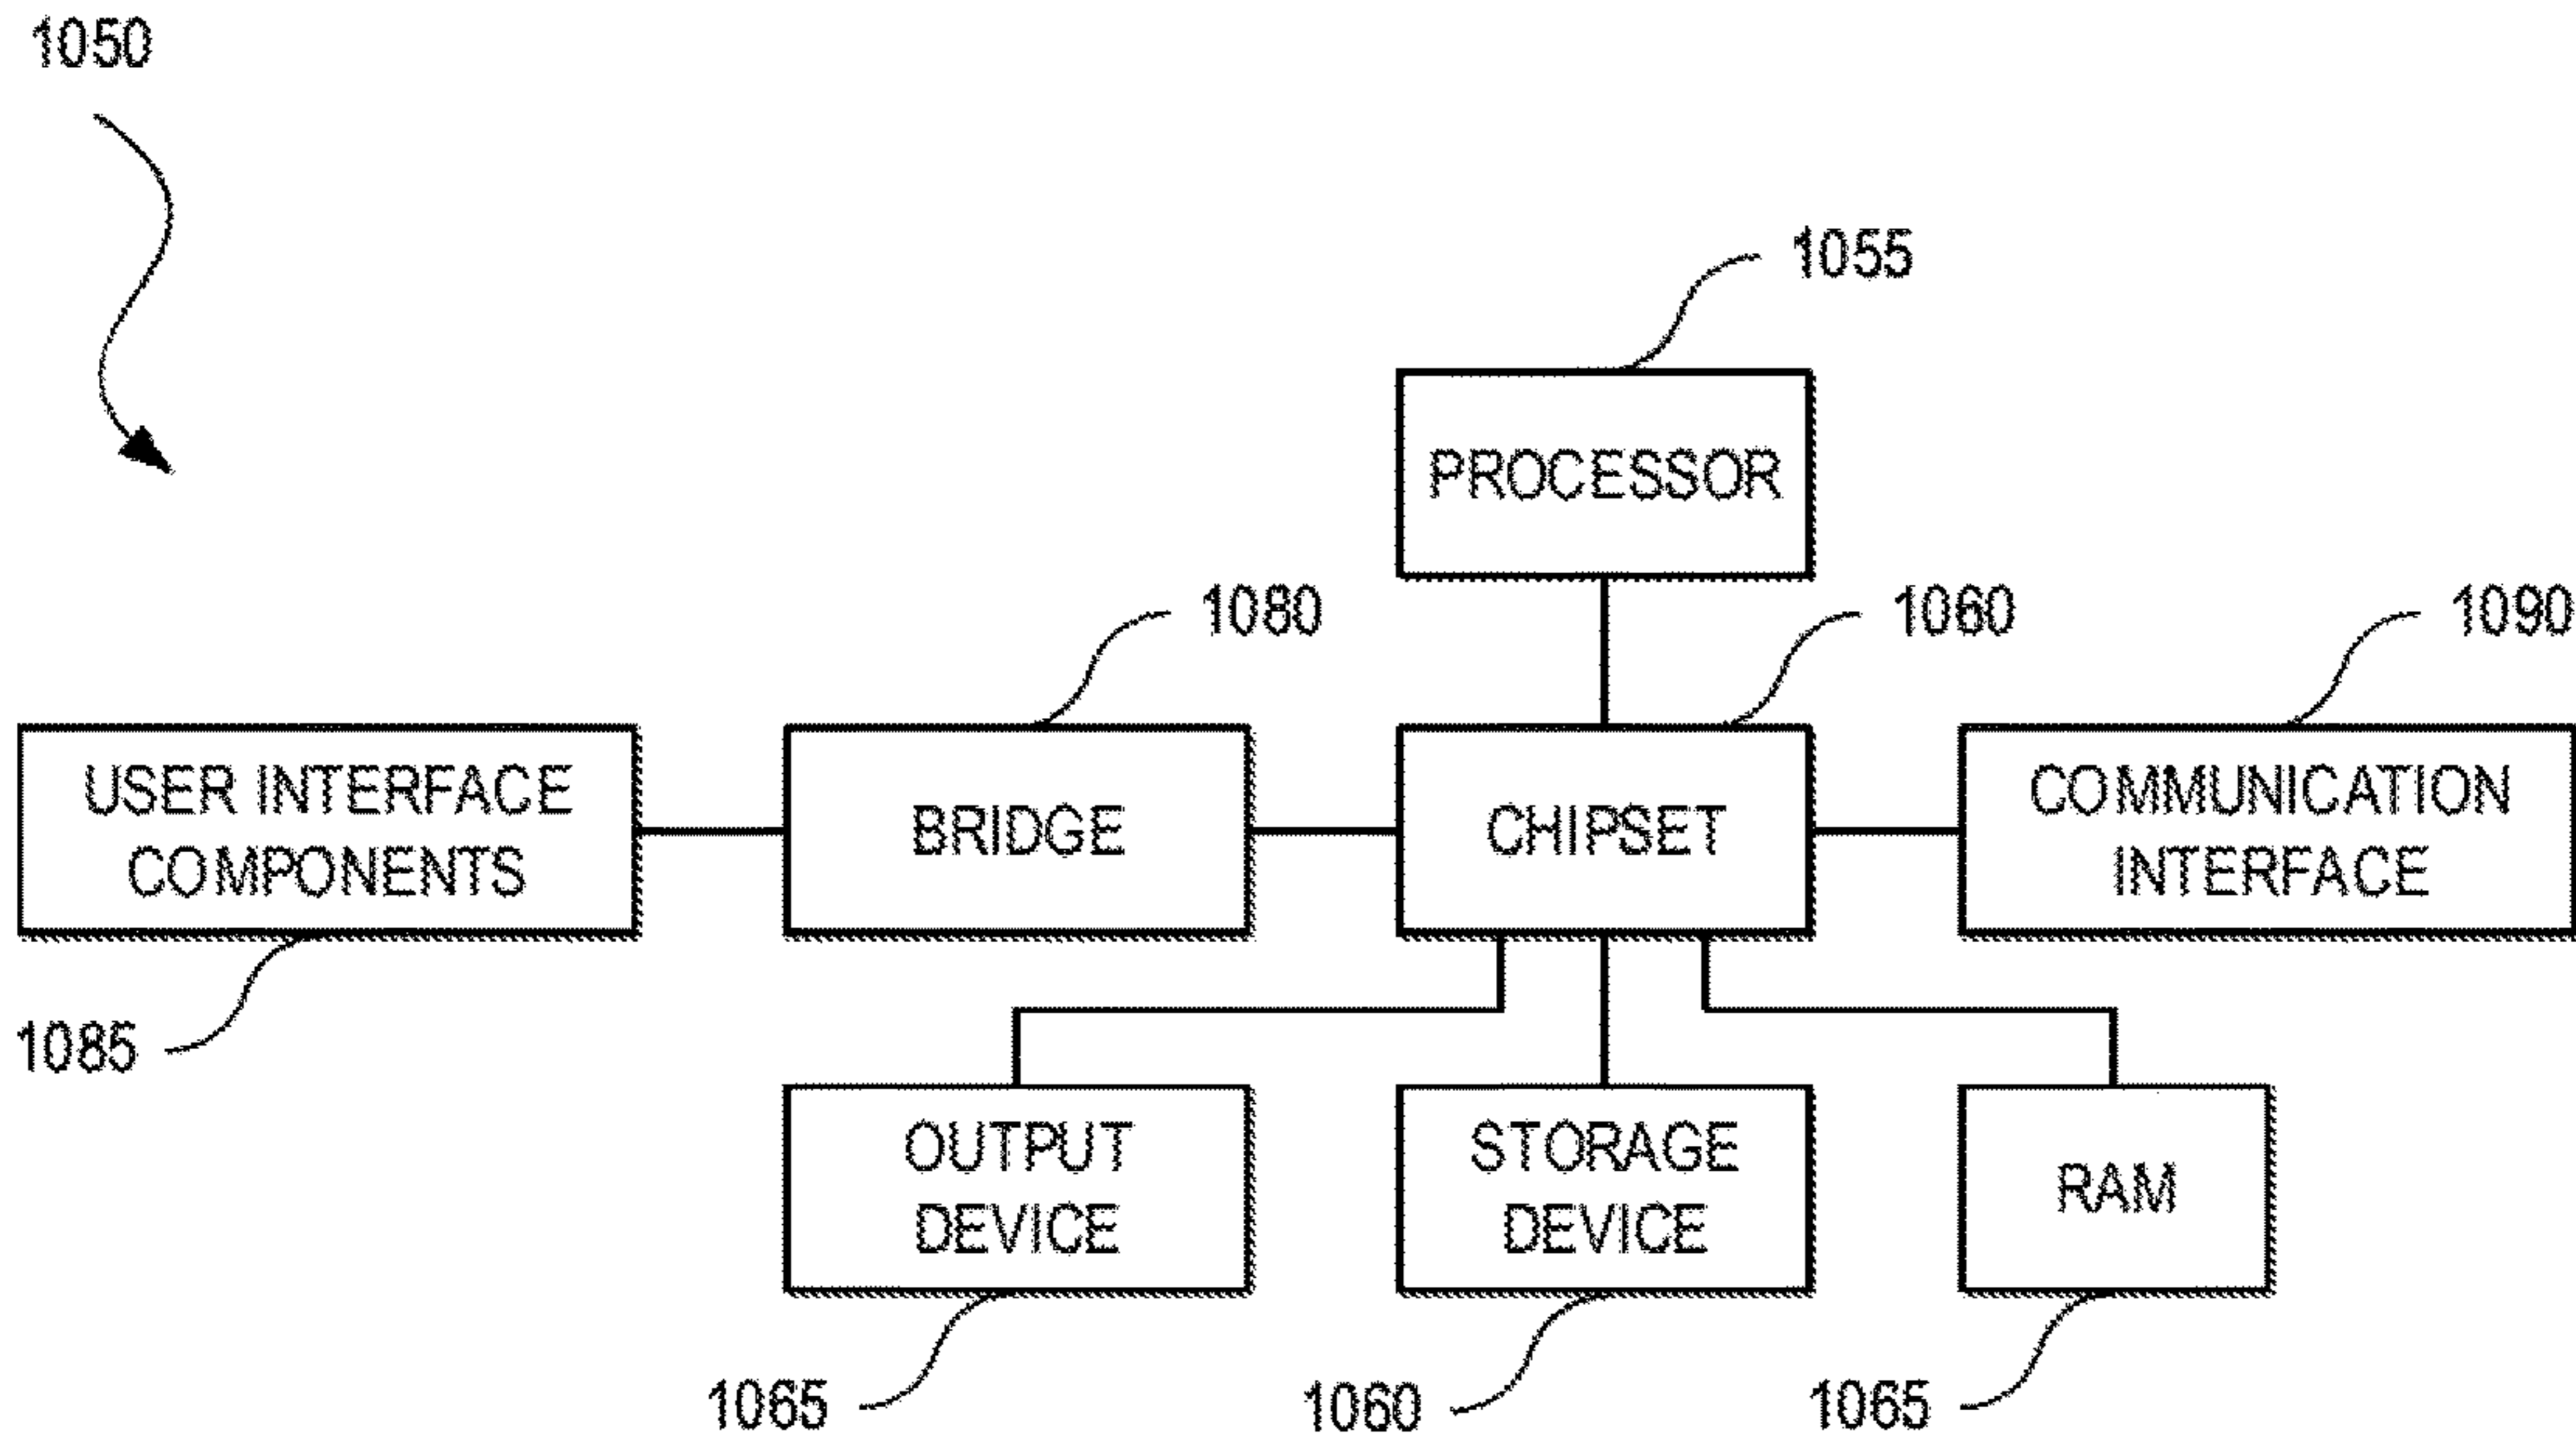 1050
1055
PROCESSOR
1080
1060
1090
USER INTERFACE
COMPONENTS
BRIDGE
CHIPSET
COMMUNICATION
INTERFACE
1085
OUTPUT
DEVICE
STORAGE
DEVICE
RAM
1065
1060
1065